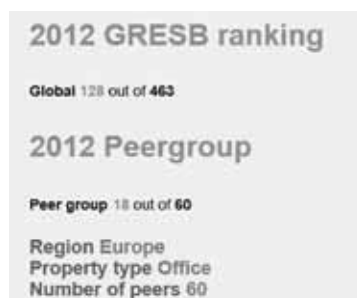 2012 GRESB ranking
Global 128 out of 463
2012 Peergroup
Peer group 18 out of 60
Region Europe
Property type Office
Number of peers 60